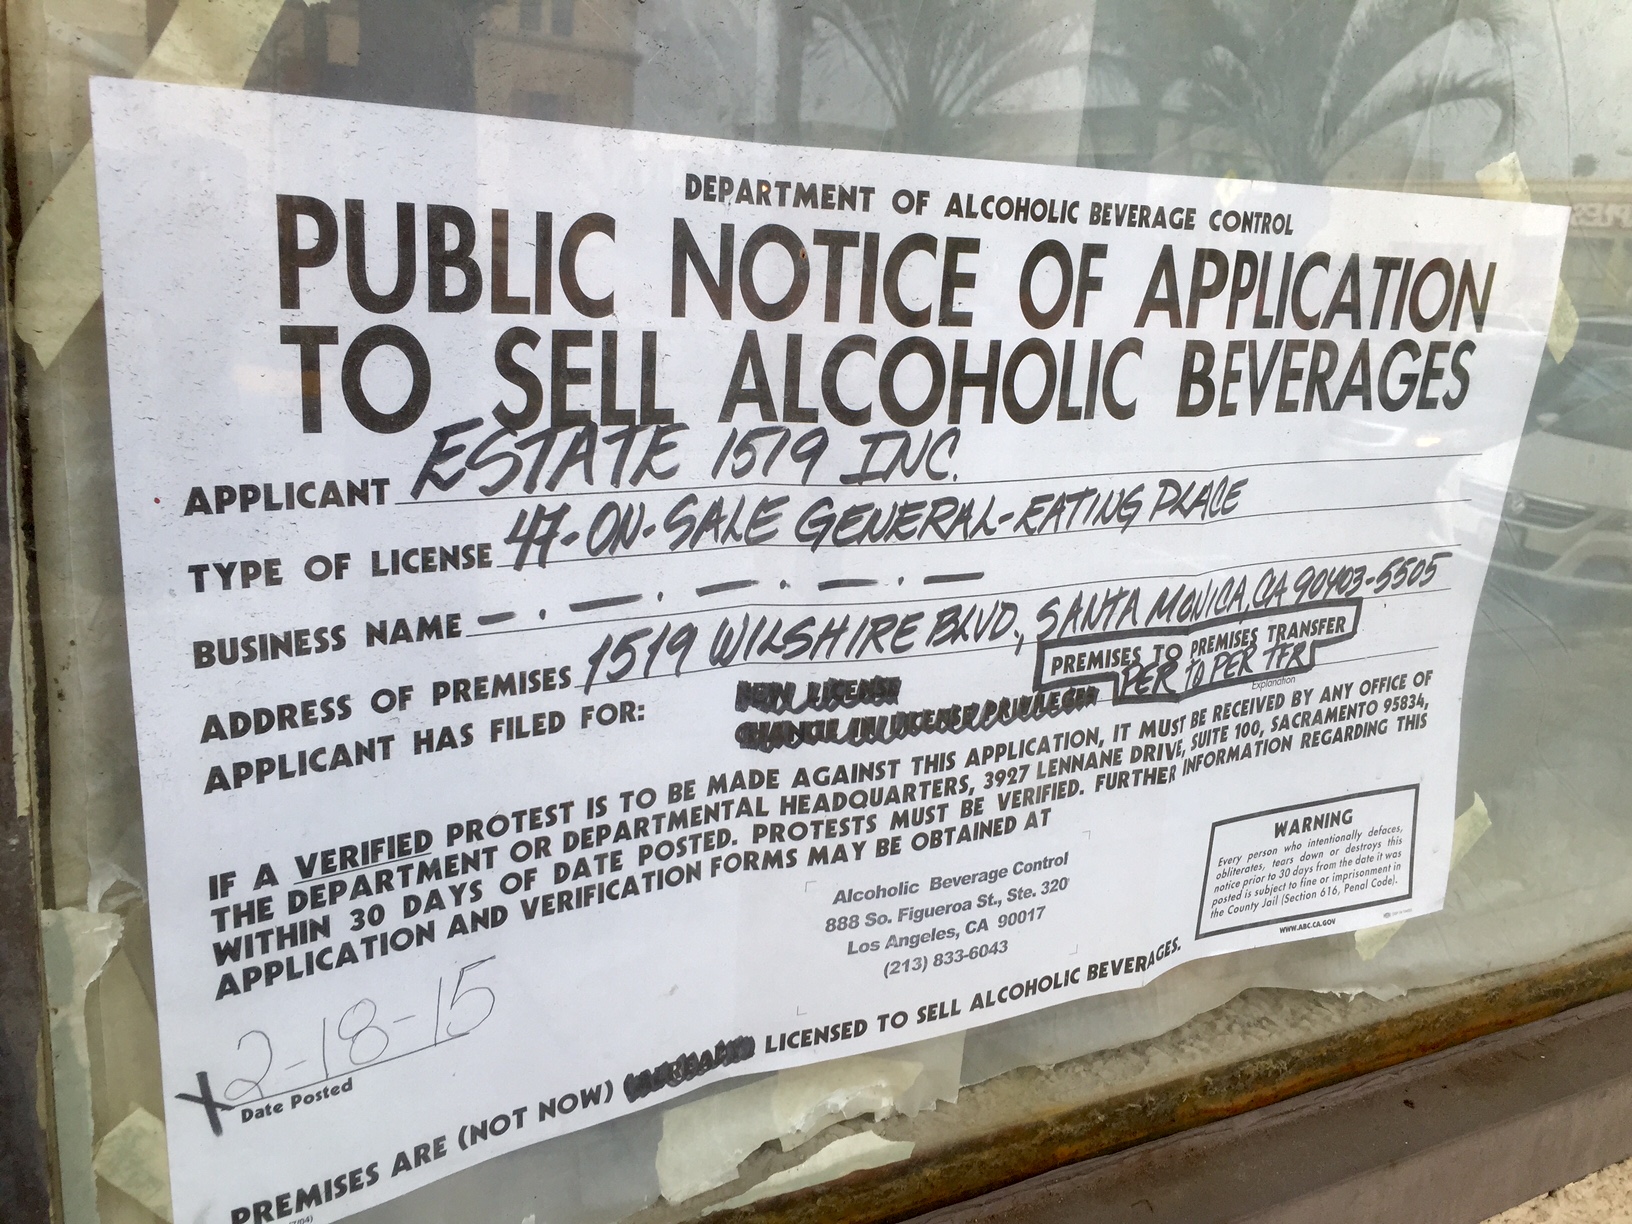 DEPARTMENT OF ALCOHOLIC BEVERAGE CONTROL
PUBLIC NOTICE OF APPLICATION
TO SELL ALCOHOLIC BEVERAGES
APPLICANT ESTATE 1519 INC.
TYPE OF LICENSE 47-ON-SALE GENERAL-EATING PLACE
BUSINESS NAME - . - . - . - . -
ADDRESS OF PREMISES 1519 WILSHIRE BLVD., SANTA MONICA, CA 90403-5505
APPLICANT HAS FILED FOR: NEW LICENSE PREMISES TO PREMISES TRANSFER
CHANGE IN LICENSE PRIVILEGES PER TO PER TFR
Explanation
IF A VERIFIED PROTEST IS TO BE MADE AGAINST THIS APPLICATION, IT MUST BE RECEIVED BY ANY OFFICE OF
THE DEPARTMENT OR DEPARTMENTAL HEADQUARTERS, 3927 LENNANE DRIVE, SUITE 100, SACRAMENTO 95834,
WITHIN 30 DAYS OF DATE POSTED. PROTESTS MUST BE VERIFIED. FURTHER INFORMATION REGARDING THIS
APPLICATION AND VERIFICATION FORMS MAY BE OBTAINED AT
Alcoholic Beverage Control
888 So. Figueroa St., Ste. 320
Los Angeles, CA 90017
(213) 833-6043
WARNING
Every person who intentionally defaces,
obliterates, tears down or destroys this
notice prior to 30 days from the date it was
posted is subject to fine or imprisonment in
the County Jail (Section 616, Penal Code).
WWW.ABC.CA.GOV
X 2-18-15
Date Posted
PREMISES ARE (NOT NOW) LICENSED TO SELL ALCOHOLIC BEVERAGES.